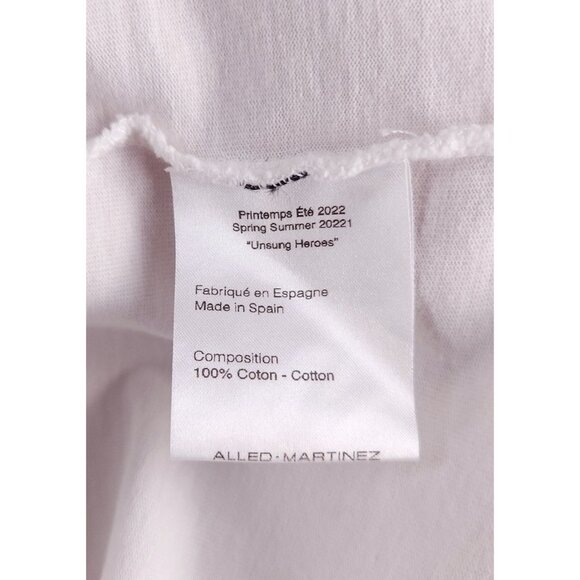 Printemps Été 2022
Spring Summer 20221
“Unsung Heroes”
Fabriqué en Espagne
Made in Spain
Composition
100% Coton - Cotton
ALLED-MARTINEZ